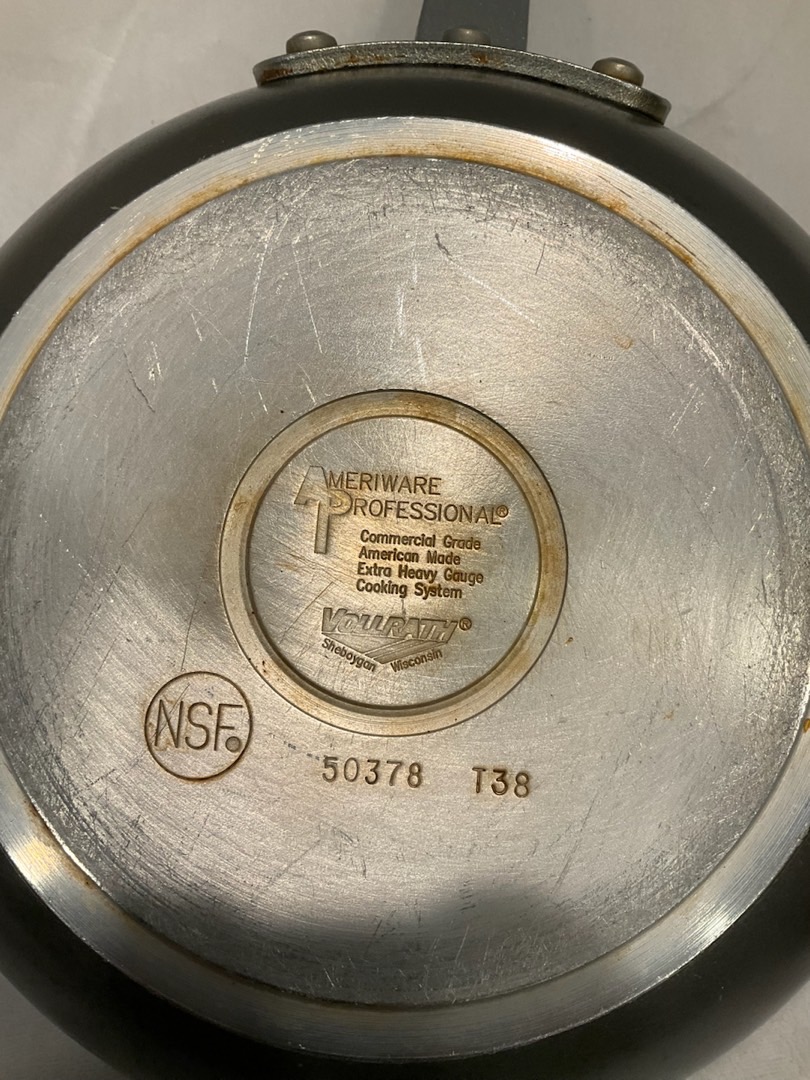 AMERIWARE
PROFESSIONAL®
Commercial Grade
American Made
Extra Heavy Gauge
Cooking System
VOLLRATH®
Sheboygan Wisconsin
NSF®
50378 T38